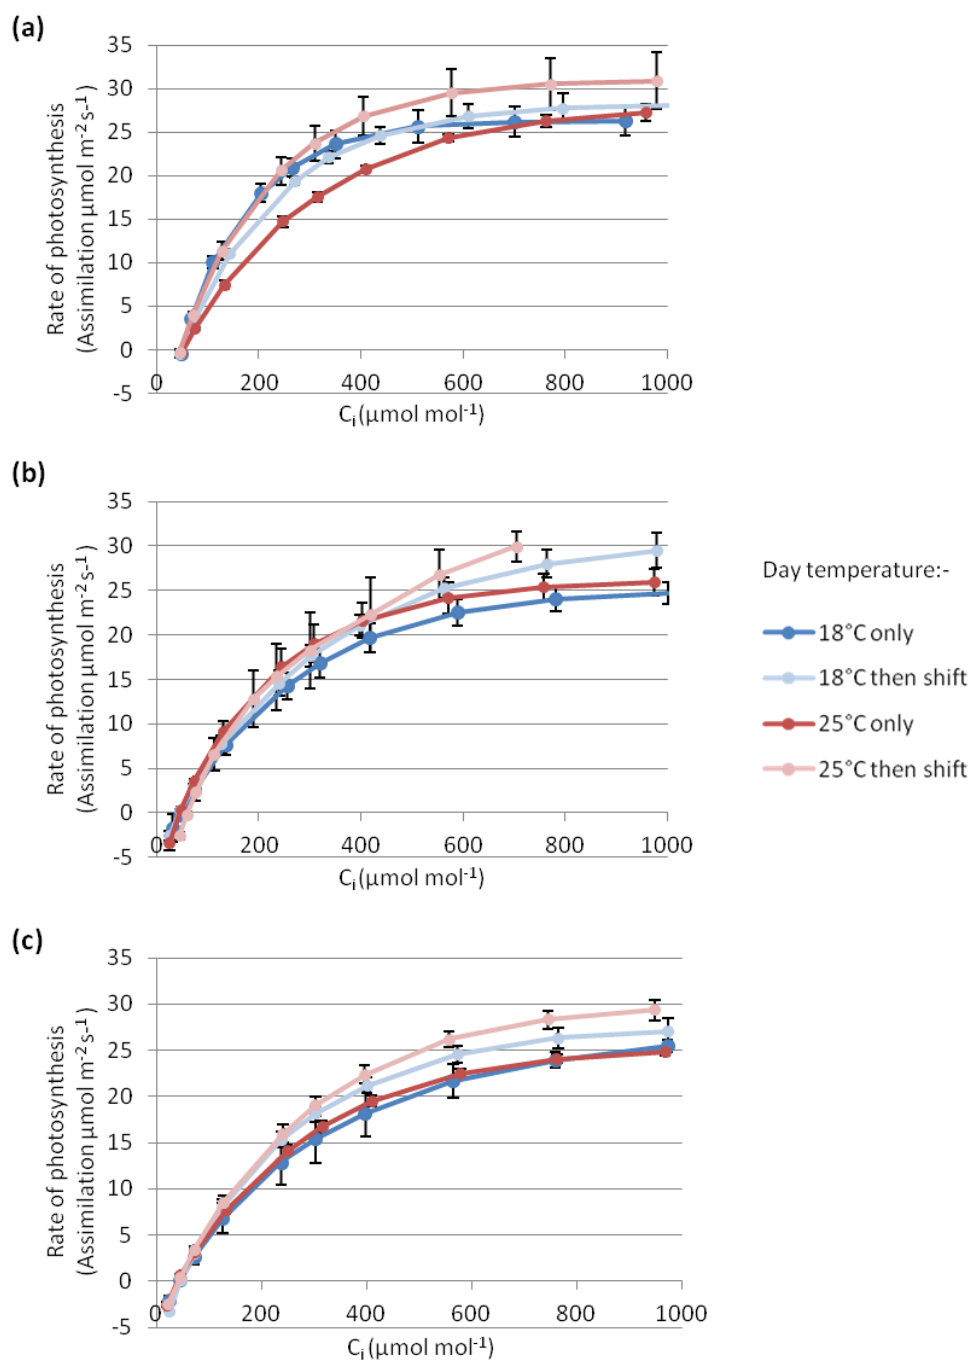 (a)
35
30
25
20
15
10
5
0
-5
0 200 400 600 800 1000
Rate of photosynthesis
(Assimilation µmol m⁻² s⁻¹)
Cᵢ (µmol mol⁻¹)
(b)
35
30
25
20
15
10
5
0
-5
0 200 400 600 800 1000
Rate of photosynthesis
(Assimilation µmol m⁻² s⁻¹)
Cᵢ (µmol mol⁻¹)
Day temperature:-
18°C only
18°C then shift
25°C only
25°C then shift
(c)
35
30
25
20
15
10
5
0
-5
0 200 400 600 800 1000
Rate of photosynthesis
(Assimilation µmol m⁻² s⁻¹)
Cᵢ (µmol mol⁻¹)